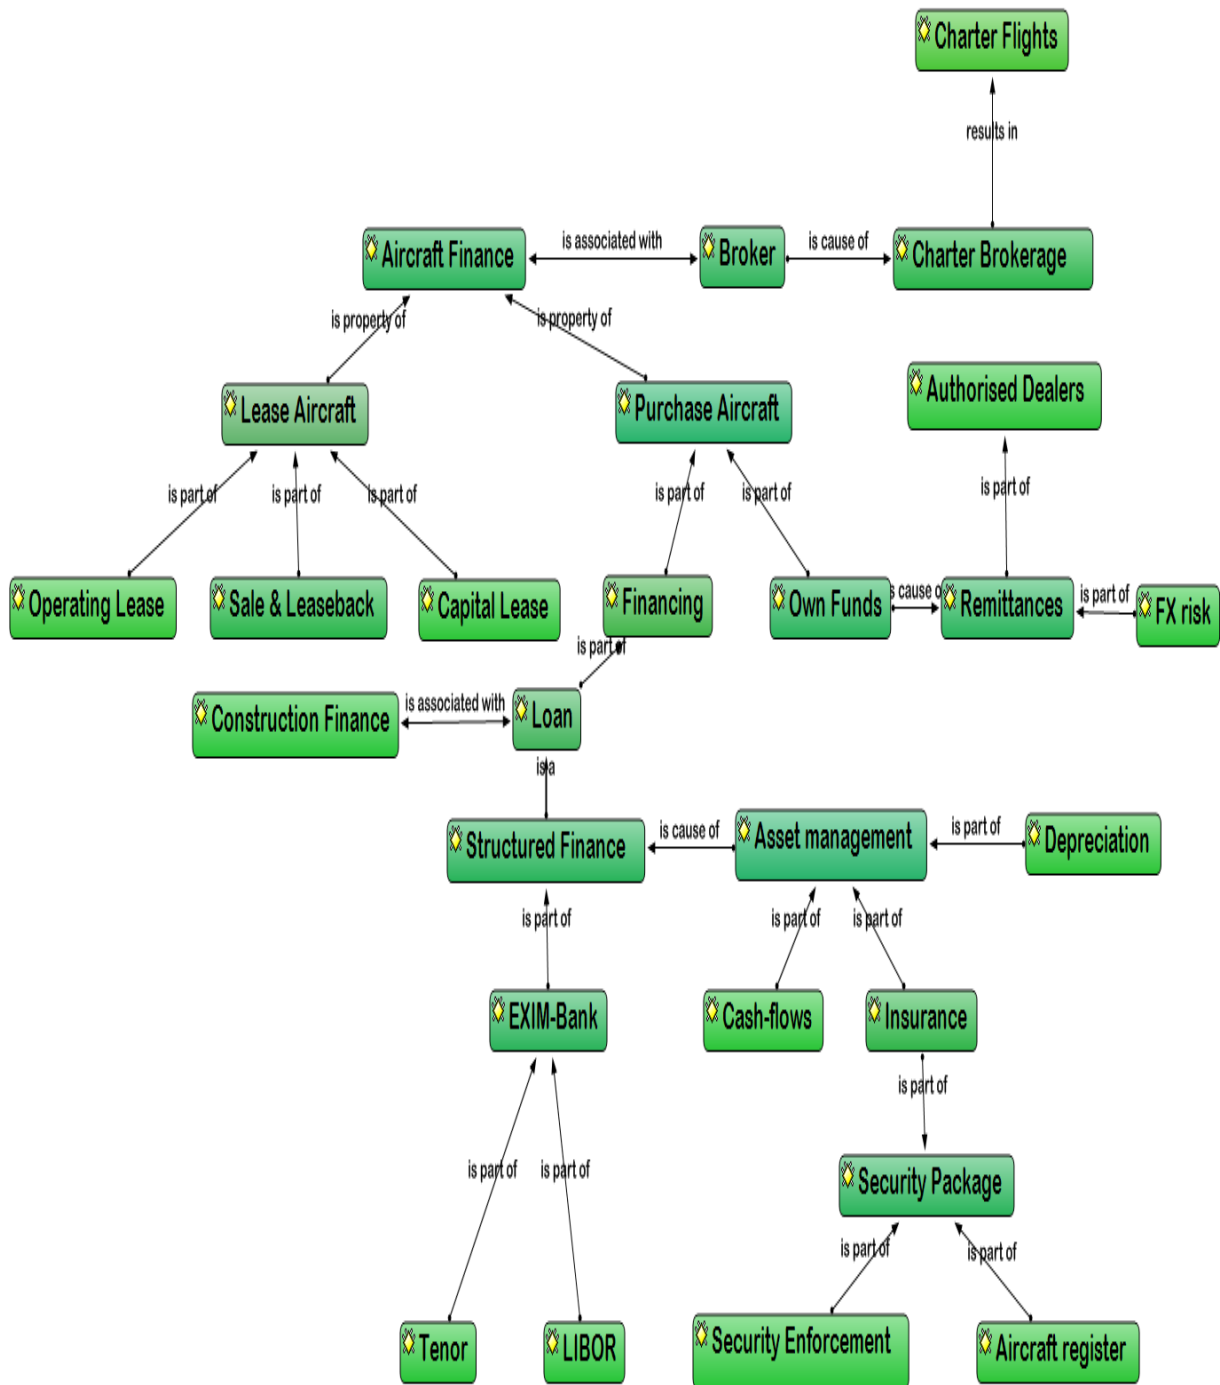 Charter Flights
results in
Aircraft Finance
is associated with
Broker
is cause of
Charter Brokerage
is property of
is property of
Lease Aircraft
Purchase Aircraft
Authorised Dealers
is part of
is part of
is part of
is part of
is part of
is part of
Operating Lease
Sale & Leaseback
Capital Lease
Financing
Own Funds
s cause o
Remittances
is part of
FX risk
is part of
Construction Finance
is associated with
Loan
is a
Structured Finance
is cause of
Asset management
is part of
Depreciation
is part of
is part of
is part of
EXIM-Bank
Cash-flows
Insurance
is part of
is part of
is part of
Security Package
is part of
is part of
Tenor
LIBOR
Security Enforcement
Aircraft register